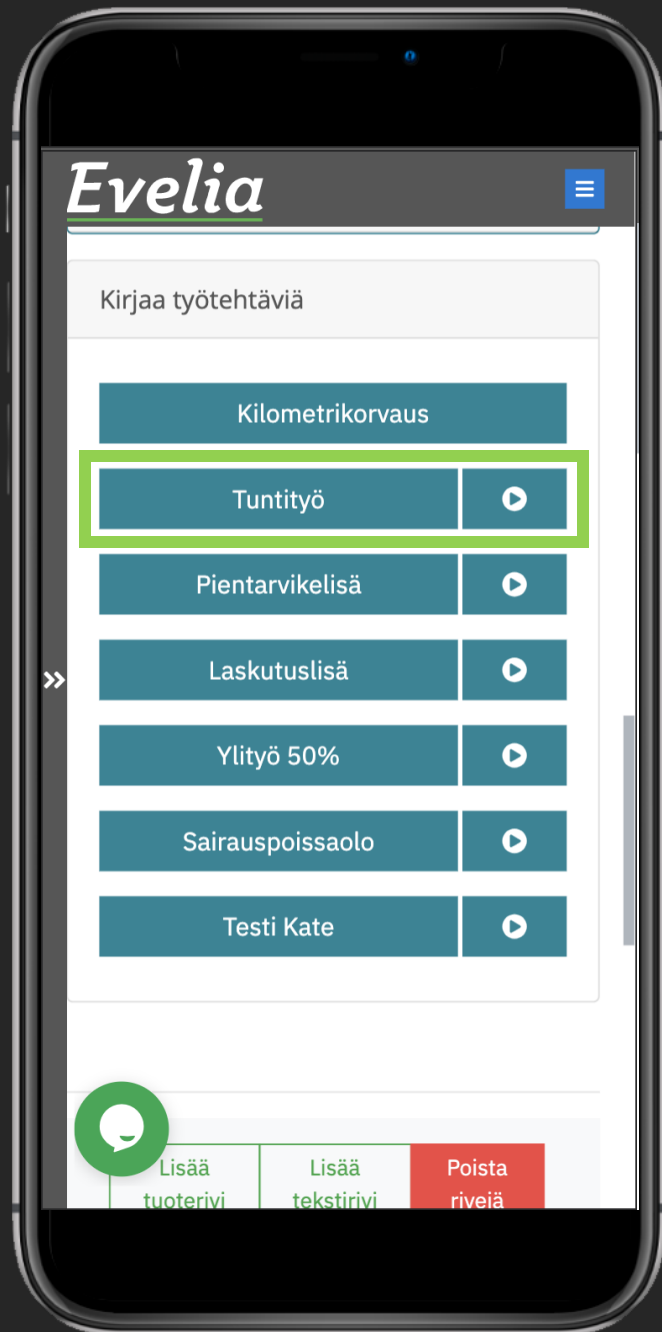 Evelia
Kirjaa työtehtäviä
Kilometrikorvaus
Tuntityö
Pientarvikelisä
Laskutuslisä
Ylityö 50%
Sairauspoissaolo
Testi Kate
Lisää
tuoterivi
Lisää
tekstirivi
Poista
rivejä